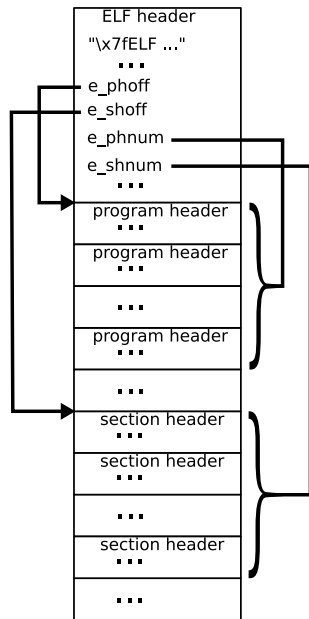 ELF header
"\x7fELF ..."
...
e_phoff
e_shoff
e_phnum
e_shnum
...
program header
...
program header
...
...
program header
...
...
section header
...
section header
...
...
section header
...
...